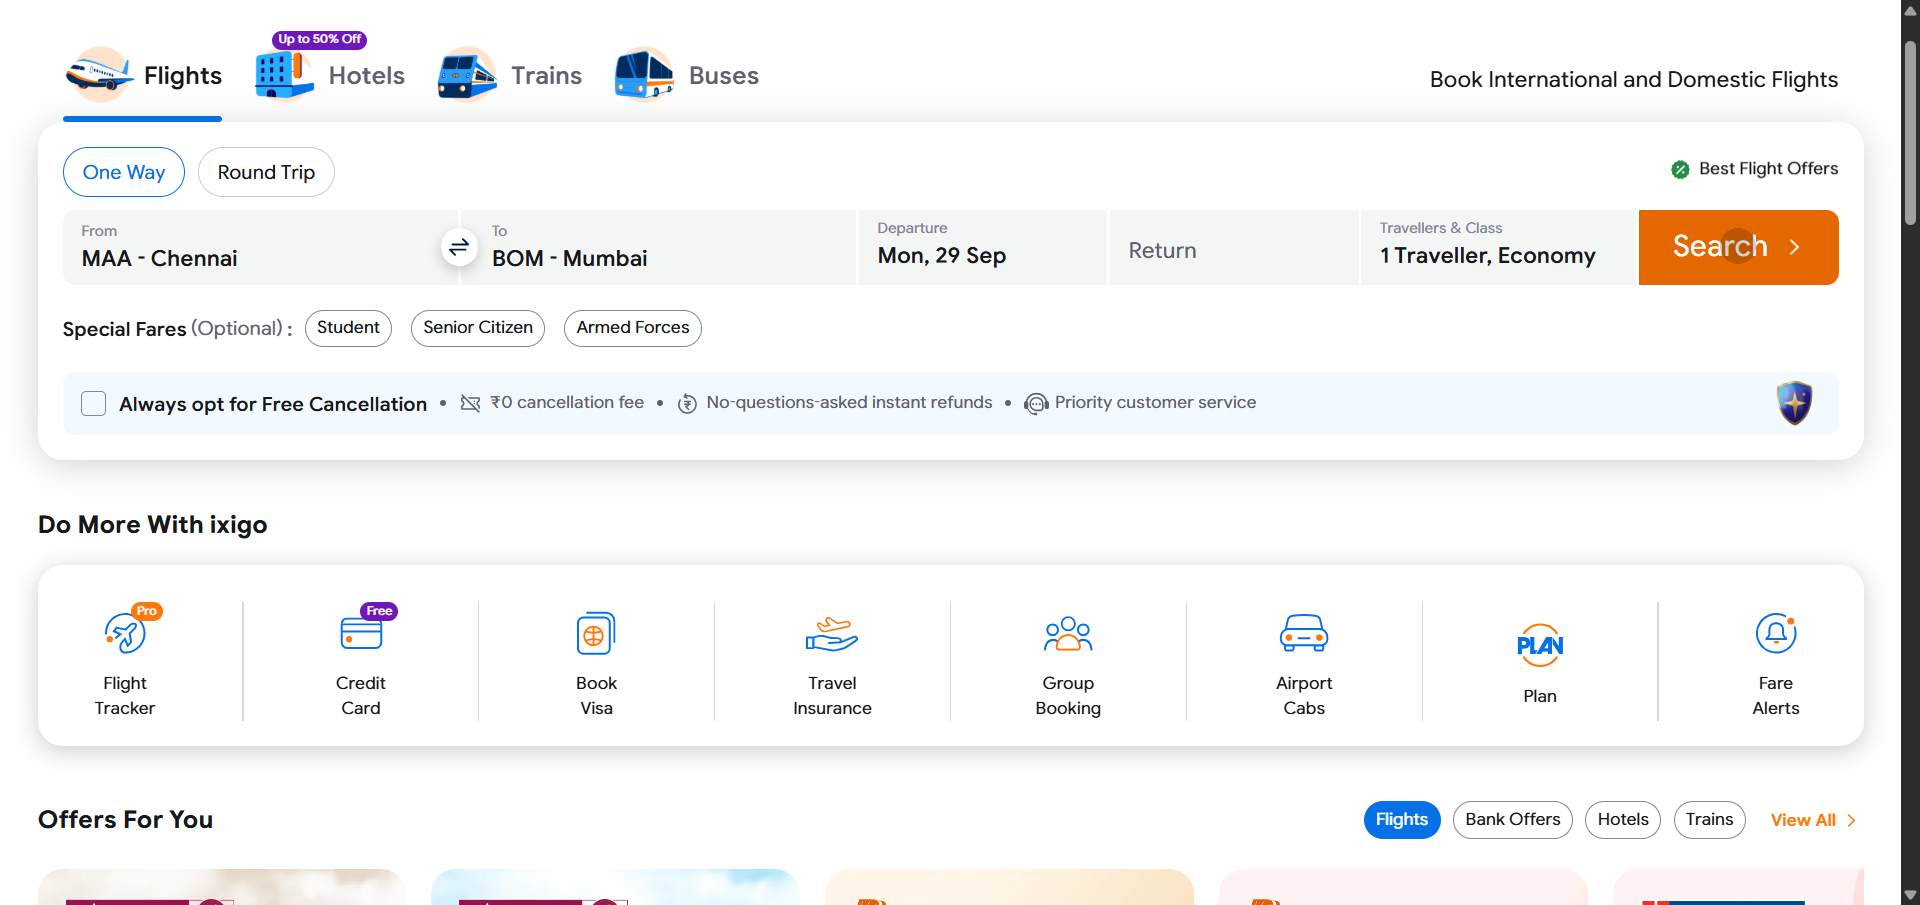 Up to 50% Off
Flights
Hotels
Trains
Buses
Book International and Domestic Flights
One Way
Round Trip
Best Flight Offers
From
MAA - Chennai
To
BOM - Mumbai
Departure
Mon, 29 Sep
Return
Travellers & Class
1 Traveller, Economy
Search
Special Fares (Optional) :
Student
Senior Citizen
Armed Forces
Always opt for Free Cancellation • ₹0 cancellation fee • No-questions-asked instant refunds • Priority customer service
Do More With ixigo
Pro
Flight
Tracker
Free
Credit
Card
Book
Visa
Travel
Insurance
Group
Booking
Airport
Cabs
PLAN
Plan
Fare
Alerts
Offers For You
Flights
Bank Offers
Hotels
Trains
View All